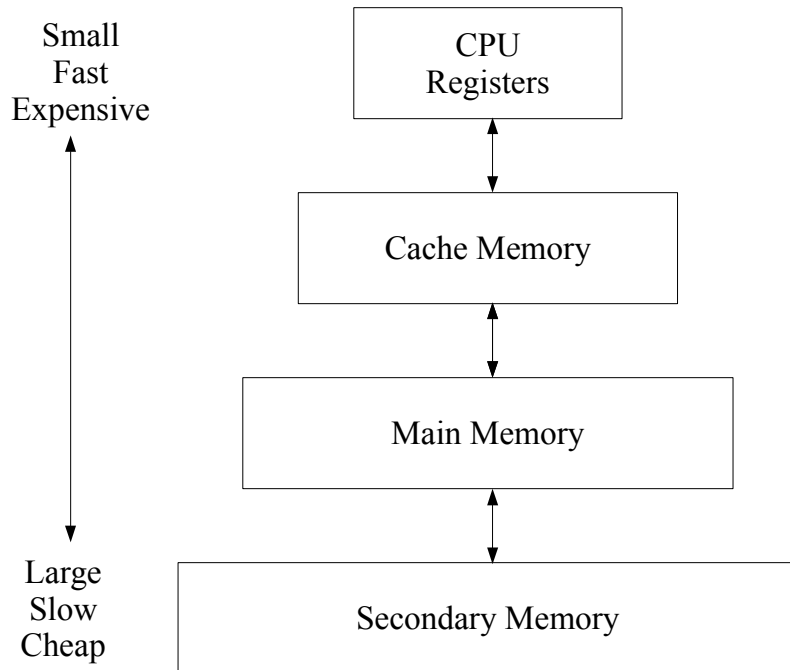 Small
Fast
Expensive
CPU
Registers
Cache Memory
Main Memory
Large
Slow
Cheap
Secondary Memory